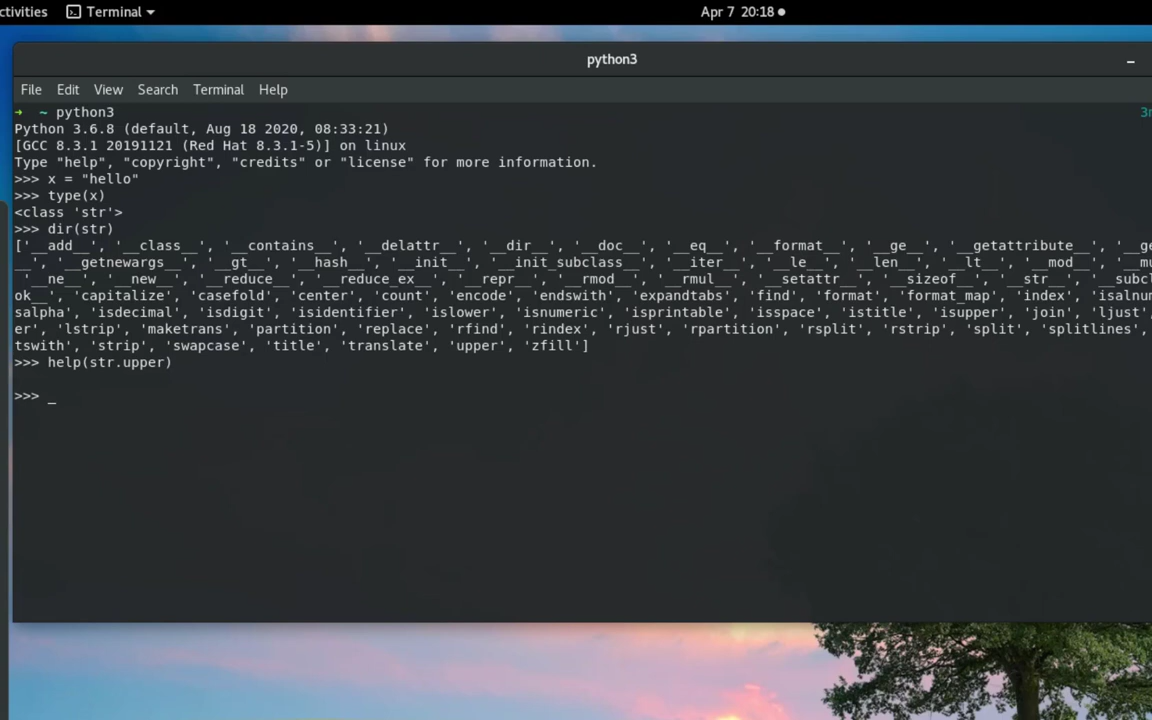 ctivities Terminal Apr 7 20:18
python3
File Edit View Search Terminal Help
➜ ~ python3
Python 3.6.8 (default, Aug 18 2020, 08:33:21)
[GCC 8.3.1 20191121 (Red Hat 8.3.1-5)] on linux
Type "help", "copyright", "credits" or "license" for more information.
>>> x = "hello"
>>> type(x)
<class 'str'>
>>> dir(str)
['__add__', '__class__', '__contains__', '__delattr__', '__dir__', '__doc__', '__eq__', '__format__', '__ge__', '__getattribute__', '__ge
__', '__getnewargs__', '__gt__', '__hash__', '__init__', '__init_subclass__', '__iter__', '__le__', '__len__', '__lt__', '__mod__', '__mu
'__ne__', '__new__', '__reduce__', '__reduce_ex__', '__repr__', '__rmod__', '__rmul__', '__setattr__', '__sizeof__', '__str__', '__subcl
ok__', 'capitalize', 'casefold', 'center', 'count', 'encode', 'endswith', 'expandtabs', 'find', 'format', 'format_map', 'index', 'isalnum
salpha', 'isdecimal', 'isdigit', 'isidentifier', 'islower', 'isnumeric', 'isprintable', 'isspace', 'istitle', 'isupper', 'join', 'ljust'
er', 'lstrip', 'maketrans', 'partition', 'replace', 'rfind', 'rindex', 'rjust', 'rpartition', 'rsplit', 'rstrip', 'split', 'splitlines',
tswith', 'strip', 'swapcase', 'title', 'translate', 'upper', 'zfill']
>>> help(str.upper)
>>> _